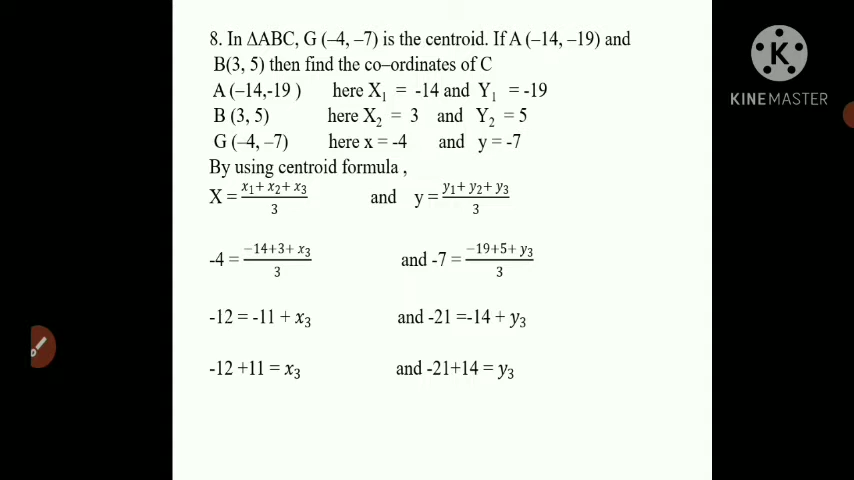 8. In ΔABC, G (–4, –7) is the centroid. If A (–14, –19) and
B(3, 5) then find the co–ordinates of C
A (–14,-19 ) here X₁ = -14 and Y₁ = -19
B (3, 5) here X₂ = 3 and Y₂ = 5
G (–4, –7) here x = -4 and y = -7
By using centroid formula ,
X = (x₁+ x₂+ x₃)/3 and y = (y₁+ y₂+ y₃)/3
-4 = (−14+3+ x₃)/3 and -7 = (−19+5+ y₃)/3
-12 = -11 + x₃ and -21 =-14 + y₃
-12 +11 = x₃ and -21+14 = y₃
K
KINEMASTER